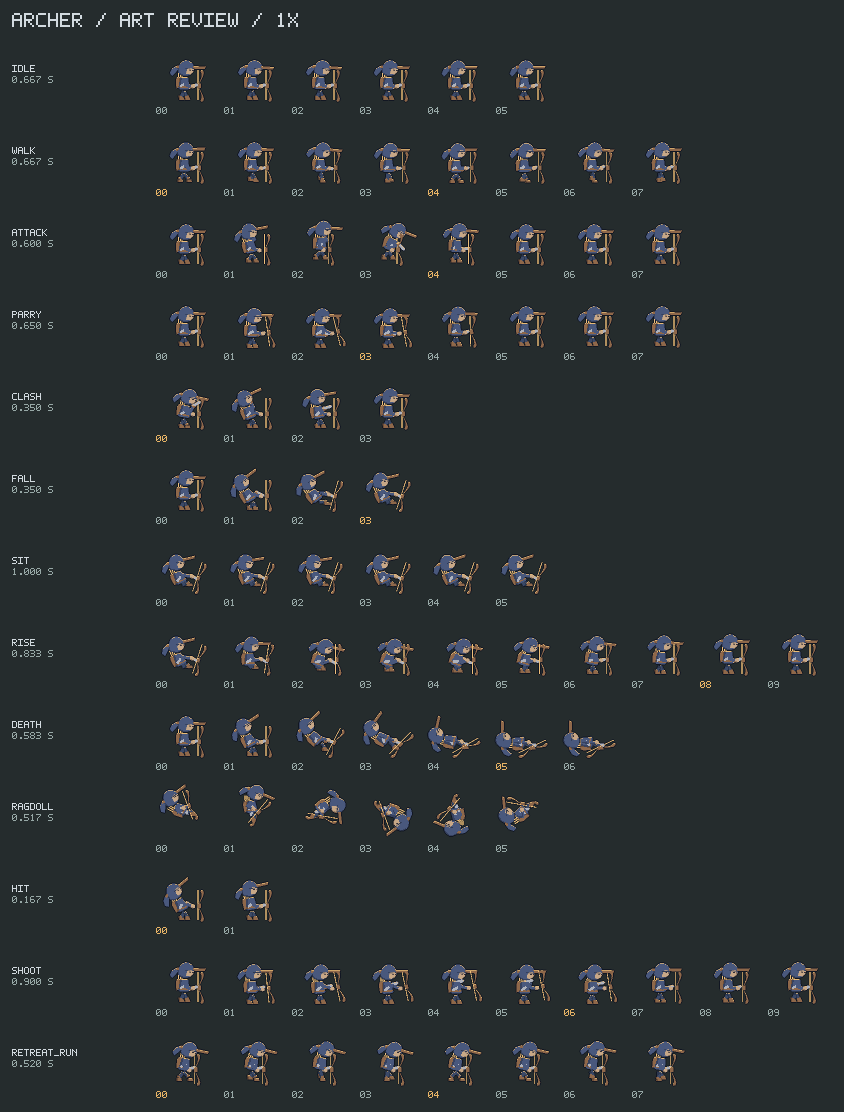 ARCHER / ART REVIEW / 1X
IDLE
0.667 S
00 01 02 03 04 05
WALK
0.667 S
00 01 02 03 04 05 06 07
ATTACK
0.600 S
00 01 02 03 04 05 06 07
PARRY
0.650 S
00 01 02 03 04 05 06 07
CLASH
0.350 S
00 01 02 03
FALL
0.350 S
00 01 02 03
SIT
1.000 S
00 01 02 03 04 05
RISE
0.833 S
00 01 02 03 04 05 06 07 08 09
DEATH
0.583 S
00 01 02 03 04 05 06
RAGDOLL
0.517 S
00 01 02 03 04 05
HIT
0.167 S
00 01
SHOOT
0.900 S
00 01 02 03 04 05 06 07 08 09
RETREAT_RUN
0.520 S
00 01 02 03 04 05 06 07